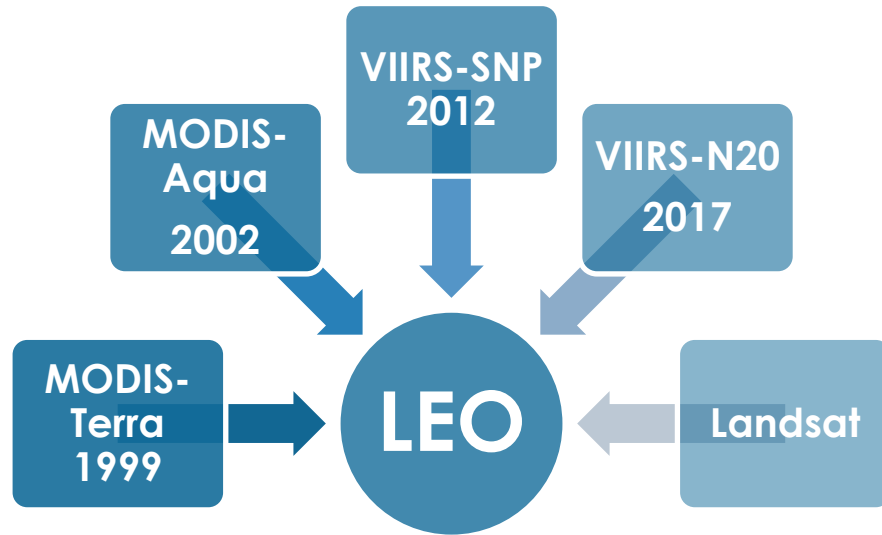 VIIRS-SNP
2012
MODIS-
Aqua
2002
VIIRS-N20
2017
MODIS-
Terra
1999
LEO
Landsat